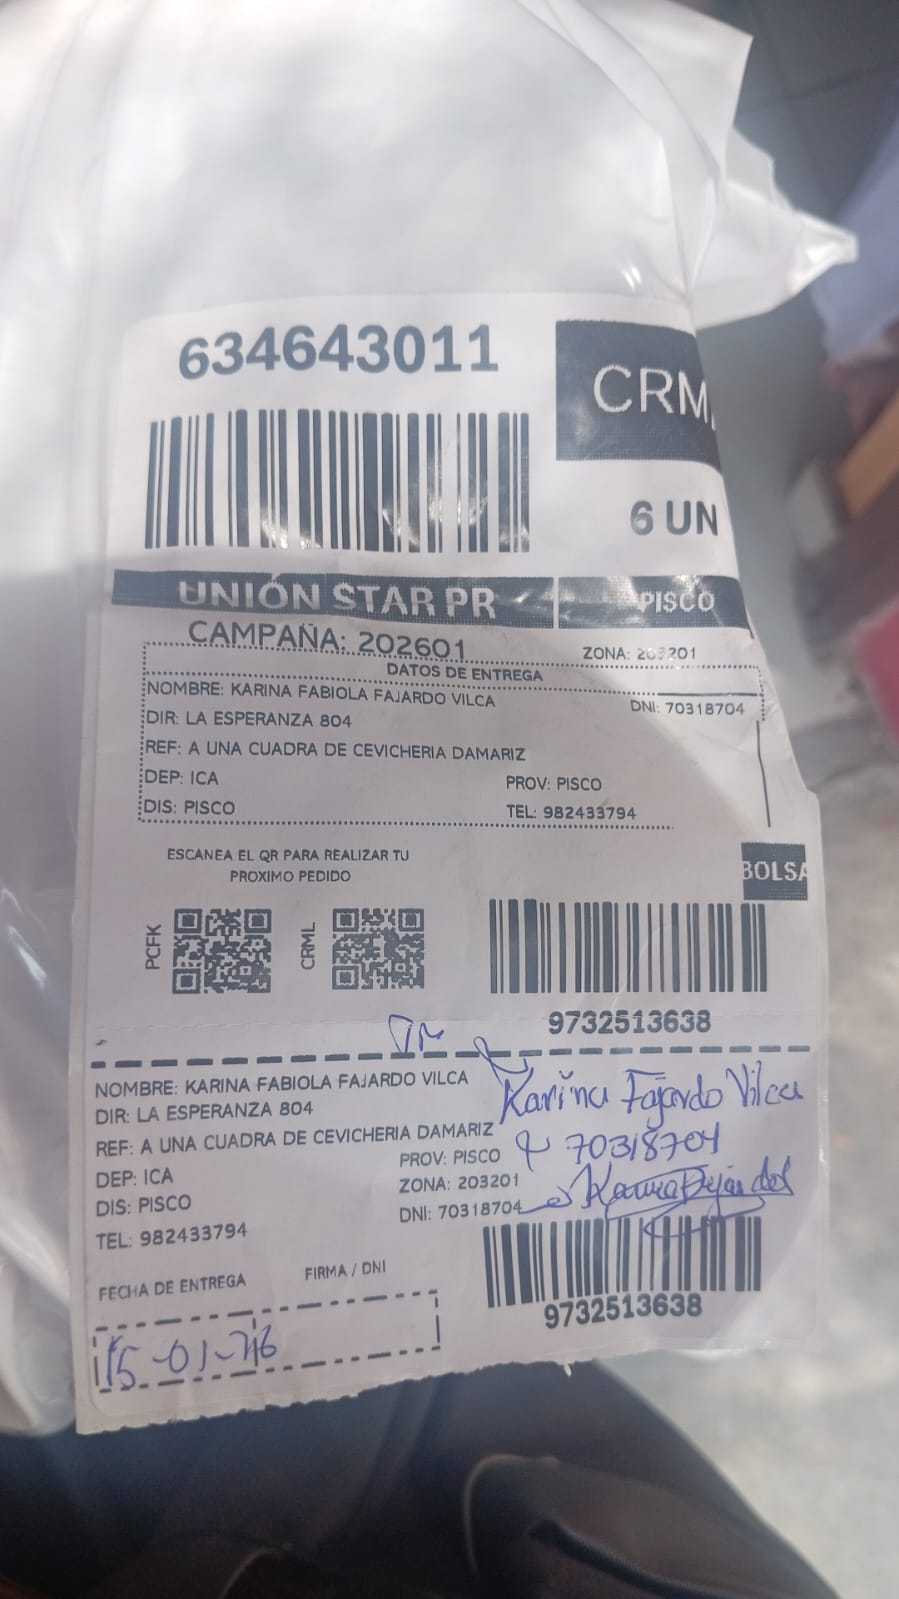 634643011
CRML
6 UN
UNIÓN STAR PR
PISCO
CAMPAÑA: 202601
ZONA: 203201
DATOS DE ENTREGA
NOMBRE: KARINA FABIOLA FAJARDO VILCA
DNI: 70318704
DIR: LA ESPERANZA 804
REF: A UNA CUADRA DE CEVICHERIA DAMARIZ
DEP: ICA
PROV: PISCO
DIS: PISCO
TEL: 982433794
ESCANEA EL QR PARA REALIZAR TU
PROXIMO PEDIDO
BOLSA
PCFK
CRML
9732513638
NOMBRE: KARINA FABIOLA FAJARDO VILCA
Karina Fajardo Vilca
DIR: LA ESPERANZA 804
REF: A UNA CUADRA DE CEVICHERIA DAMARIZ
70318704
DEP: ICA
PROV: PISCO
DIS: PISCO
ZONA: 203201
TEL: 982433794
DNI: 70318704
FECHA DE ENTREGA
FIRMA / DNI
9732513638
15-01-26